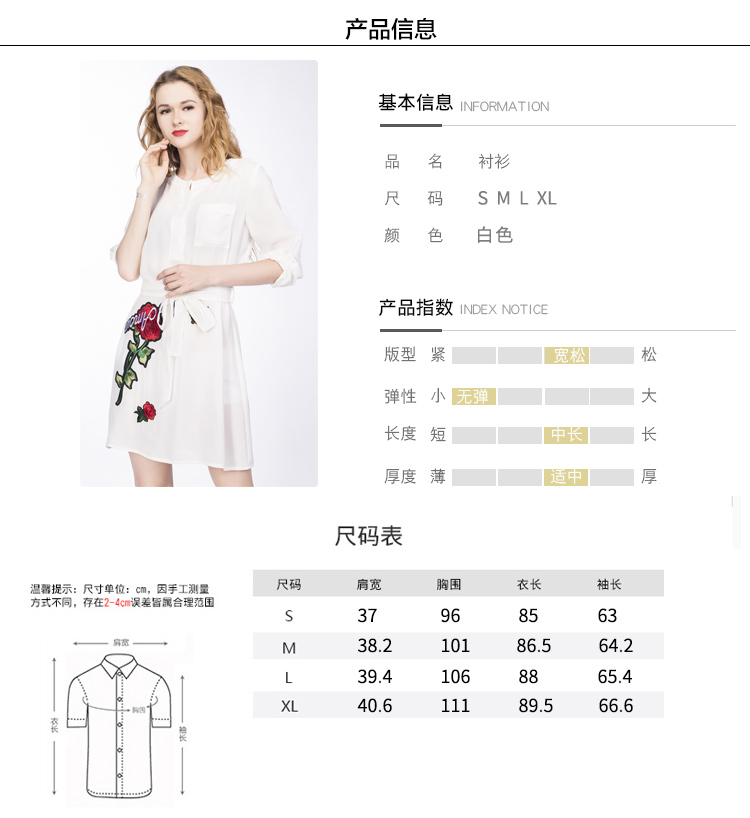 产品信息
基本信息 INFORMATION
品 名 衬衫
尺 码 S M L XL
颜 色 白色
产品指数 INDEX NOTICE
版型 紧 宽松 松
弹性 小 无弹 大
长度 短 中长 长
厚度 薄 适中 厚
尺码表
温馨提示：尺寸单位：cm，因手工测量
方式不同，存在2-4cm误差皆属合理范围
尺码 肩宽 胸围 衣长 袖长
S 37 96 85 63
M 38.2 101 86.5 64.2
L 39.4 106 88 65.4
XL 40.6 111 89.5 66.6
肩宽
胸围
衣长
袖长